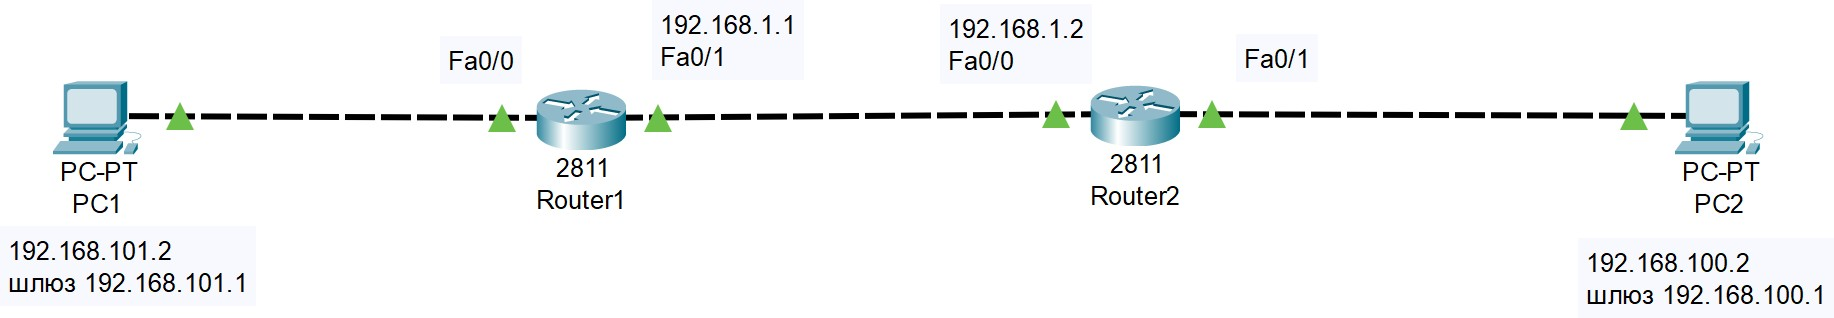 Fa0/0
192.168.1.1
Fa0/1
192.168.1.2
Fa0/0
Fa0/1
PC-PT
PC1
2811
Router1
2811
Router2
PC-PT
PC2
192.168.101.2
шлюз 192.168.101.1
192.168.100.2
шлюз 192.168.100.1